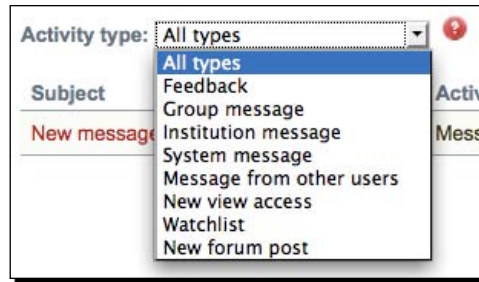 Activity type: All types ?
All types
Feedback
Subject Activ
Group message
New message Institution message Mess
System message
Message from other users
New view access
Watchlist
New forum post